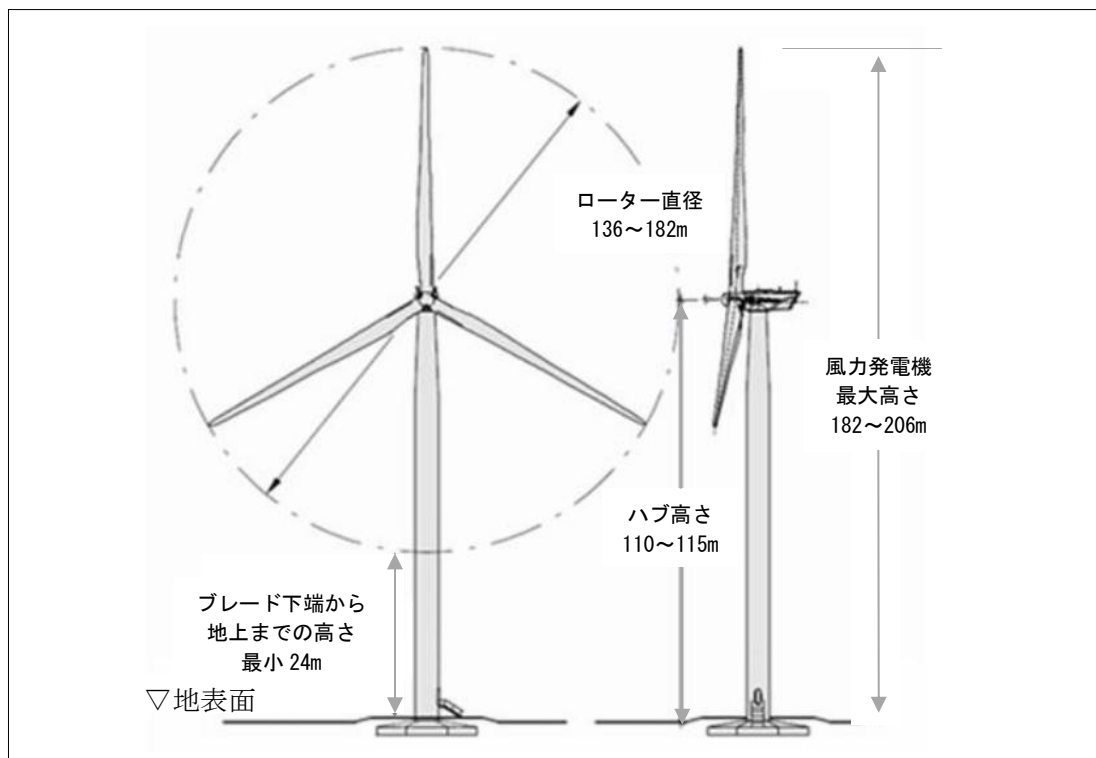 ローター直径
136～182m
風力発電機
最大高さ
182～206m
ハブ高さ
110～115m
ブレード下端から
地上までの高さ
最小 24m
▽地表面